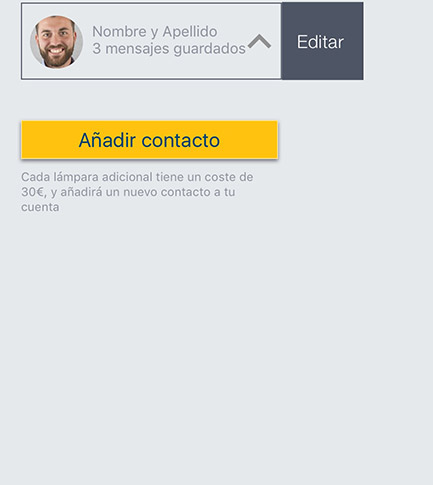 Nombre y Apellido
3 mensajes guardados
Editar
Añadir contacto
Cada lámpara adicional tiene un coste de
30€, y añadirá un nuevo contacto a tu
cuenta